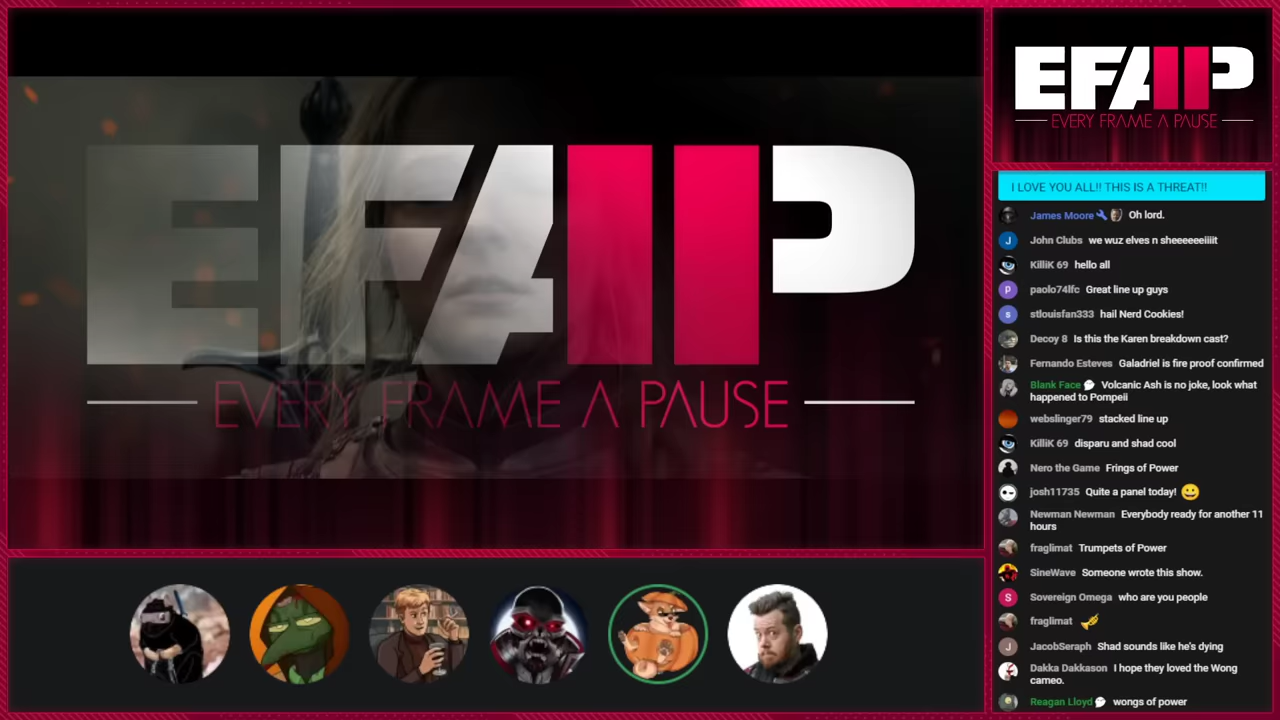 EFAP
EVERY FRAME A PAUSE
EFAP
EVERY FRAME A PAUSE
I LOVE YOU ALL!! THIS IS A THREAT!!
James Moore Oh lord.
J John Clubs we wuz elves n sheeeeeeiiiit
KilliK 69 hello all
p paolo74lfc Great line up guys
s stlouisfan333 hail Nerd Cookies!
Decoy 8 Is this the Karen breakdown cast?
Fernando Esteves Galadriel is fire proof confirmed
Blank Face Volcanic Ash is no joke, look what
happened to Pompeii
webslinger79 stacked line up
KilliK 69 disparu and shad cool
Nero the Game Frings of Power
josh11735 Quite a panel today! 😀
Newman Newman Everybody ready for another 11
hours
fraglimat Trumpets of Power
SineWave Someone wrote this show.
S Sovereign Omega who are you people
fraglimat 🎺
J JacobSeraph Shad sounds like he's dying
Dakka Dakkason I hope they loved the Wong
cameo.
Reagan Lloyd wongs of power